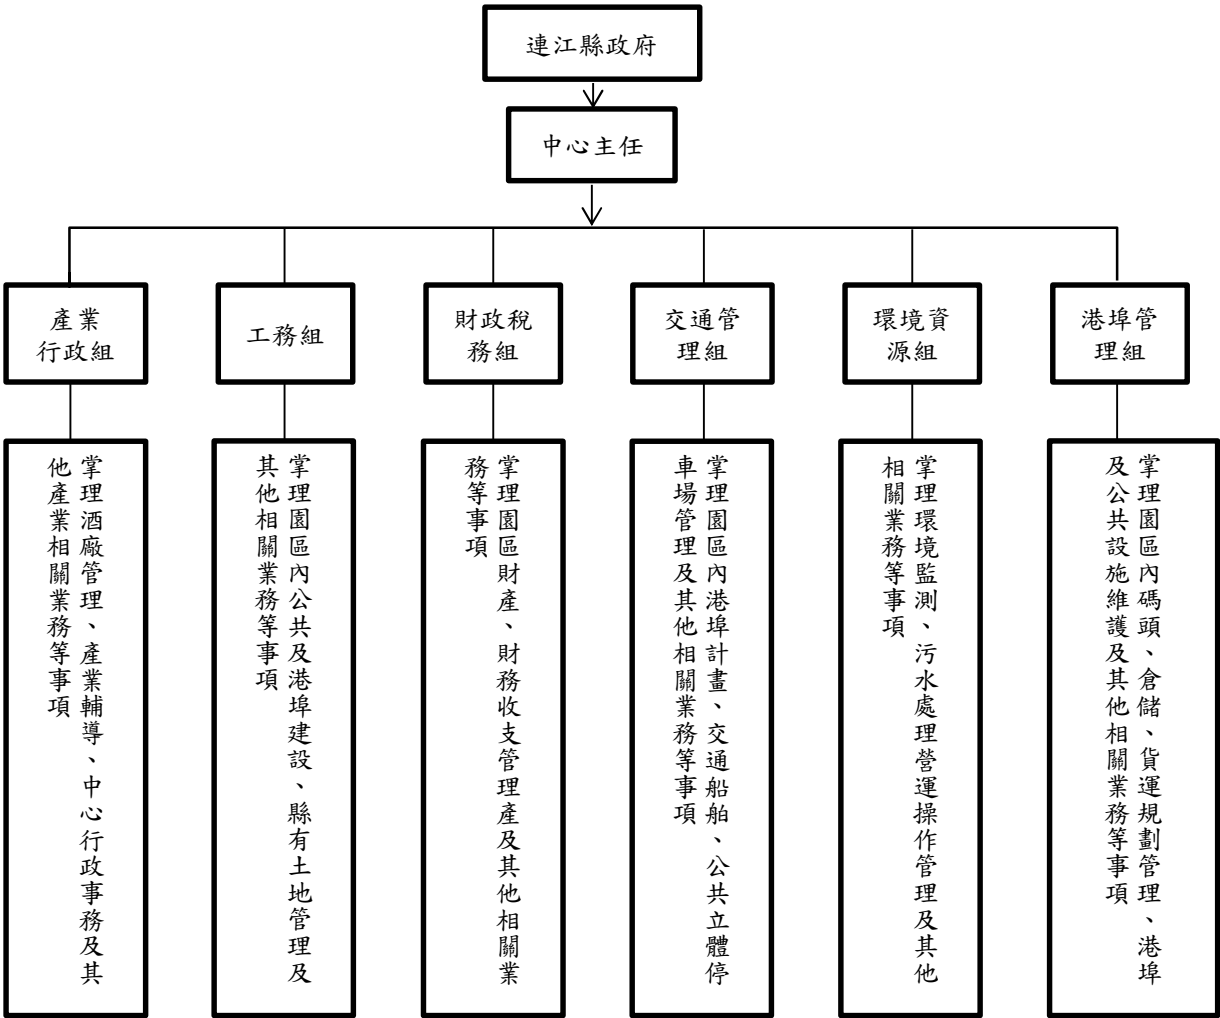 連江縣政府
中心主任
產業
行政組
工務組
財政稅
務組
交通管
理組
環境資
源組
港埠管
理組
掌理酒廠管理、產業輔導、中心行政事務及其
他產業相關業務等事項
掌理園區內公共及港埠建設、縣有土地管理及
其他相關業務等事項
掌理園區財產、財務收支管理產及其他相關業
務等事項
掌理園區內港埠計畫、交通船舶、公共立體停
車場管理及其他相關業務等事項
掌理環境監測、污水處理營運操作管理及其他
相關業務等事項
掌理園區內碼頭、倉儲、貨運規劃管理、港埠
及公共設施維護及其他相關業務等事項